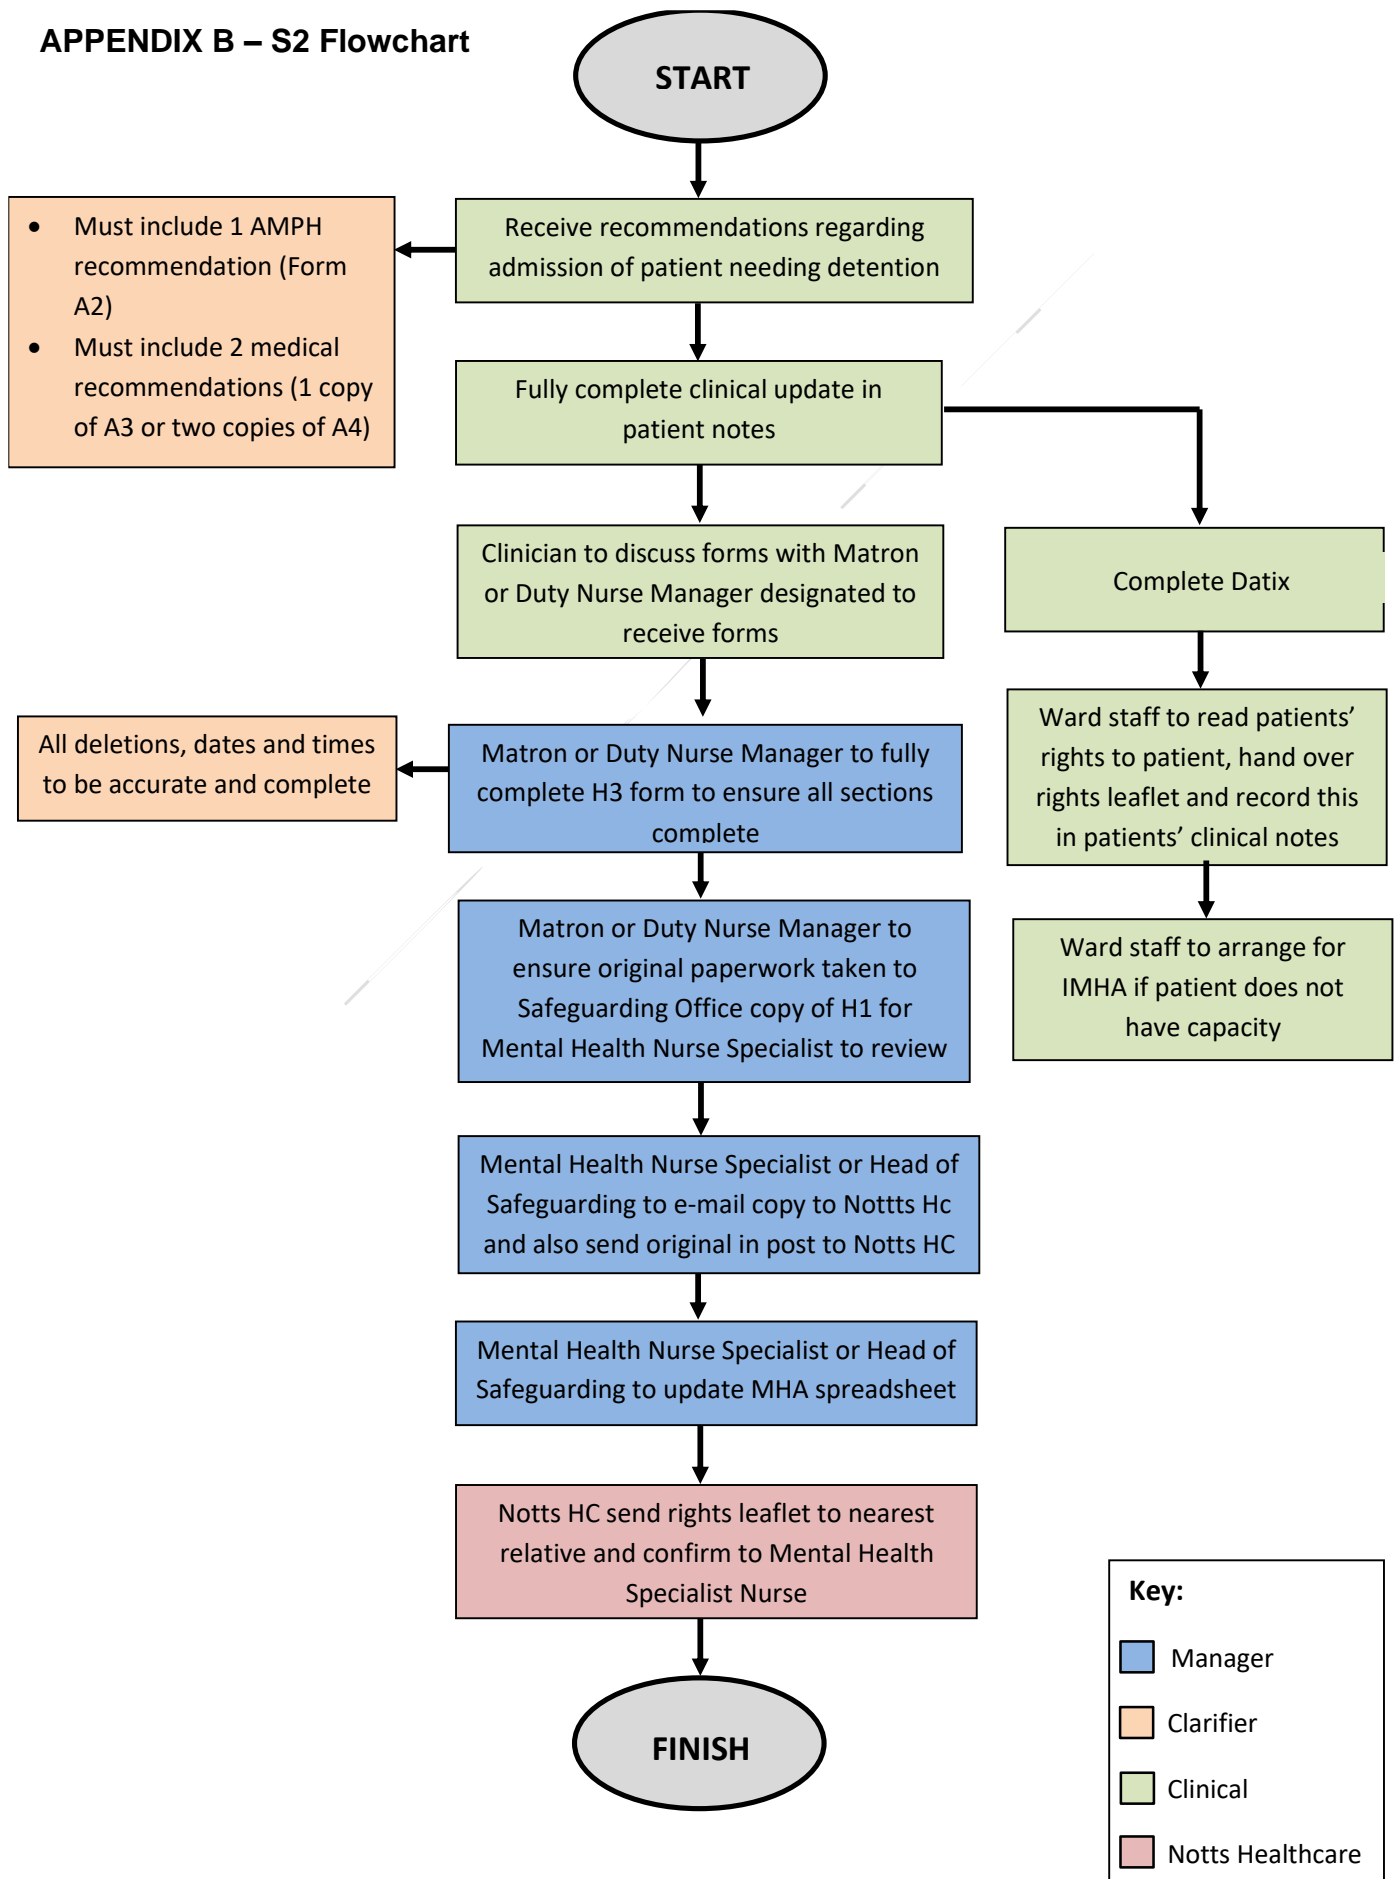 APPENDIX B – S2 Flowchart
START
• Must include 1 AMPH
recommendation (Form
A2)
• Must include 2 medical
recommendations (1 copy
of A3 or two copies of A4)
Receive recommendations regarding
admission of patient needing detention
Fully complete clinical update in
patient notes
Clinician to discuss forms with Matron
or Duty Nurse Manager designated to
receive forms
Complete Datix
All deletions, dates and times
to be accurate and complete
Matron or Duty Nurse Manager to fully
complete H3 form to ensure all sections
complete
Ward staff to read patients’
rights to patient, hand over
rights leaflet and record this
in patients’ clinical notes
Matron or Duty Nurse Manager to
ensure original paperwork taken to
Safeguarding Office copy of H1 for
Mental Health Nurse Specialist to review
Ward staff to arrange for
IMHA if patient does not
have capacity
Mental Health Nurse Specialist or Head of
Safeguarding to e-mail copy to Nottts Hc
and also send original in post to Notts HC
Mental Health Nurse Specialist or Head of
Safeguarding to update MHA spreadsheet
Notts HC send rights leaflet to nearest
relative and confirm to Mental Health
Specialist Nurse
FINISH
Key:
Manager
Clarifier
Clinical
Notts Healthcare